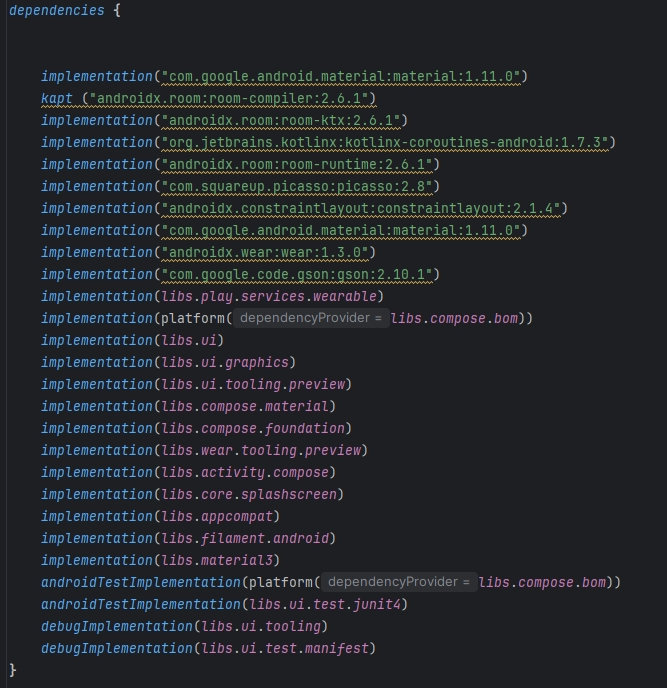 dependencies {
implementation("com.google.android.material:material:1.11.0")
kapt ("androidx.room:room-compiler:2.6.1")
implementation("androidx.room:room-ktx:2.6.1")
implementation("org.jetbrains.kotlinx:kotlinx-coroutines-android:1.7.3")
implementation("androidx.room:room-runtime:2.6.1")
implementation("com.squareup.picasso:picasso:2.8")
implementation("androidx.constraintlayout:constraintlayout:2.1.4")
implementation("com.google.android.material:material:1.11.0")
implementation("androidx.wear:wear:1.3.0")
implementation("com.google.code.gson:gson:2.10.1")
implementation(libs.play.services.wearable)
implementation(platform( dependencyProvider = libs.compose.bom))
implementation(libs.ui)
implementation(libs.ui.graphics)
implementation(libs.ui.tooling.preview)
implementation(libs.compose.material)
implementation(libs.compose.foundation)
implementation(libs.wear.tooling.preview)
implementation(libs.activity.compose)
implementation(libs.core.splashscreen)
implementation(libs.appcompat)
implementation(libs.filament.android)
implementation(libs.material3)
androidTestImplementation(platform( dependencyProvider = libs.compose.bom))
androidTestImplementation(libs.ui.test.junit4)
debugImplementation(libs.ui.tooling)
debugImplementation(libs.ui.test.manifest)
}